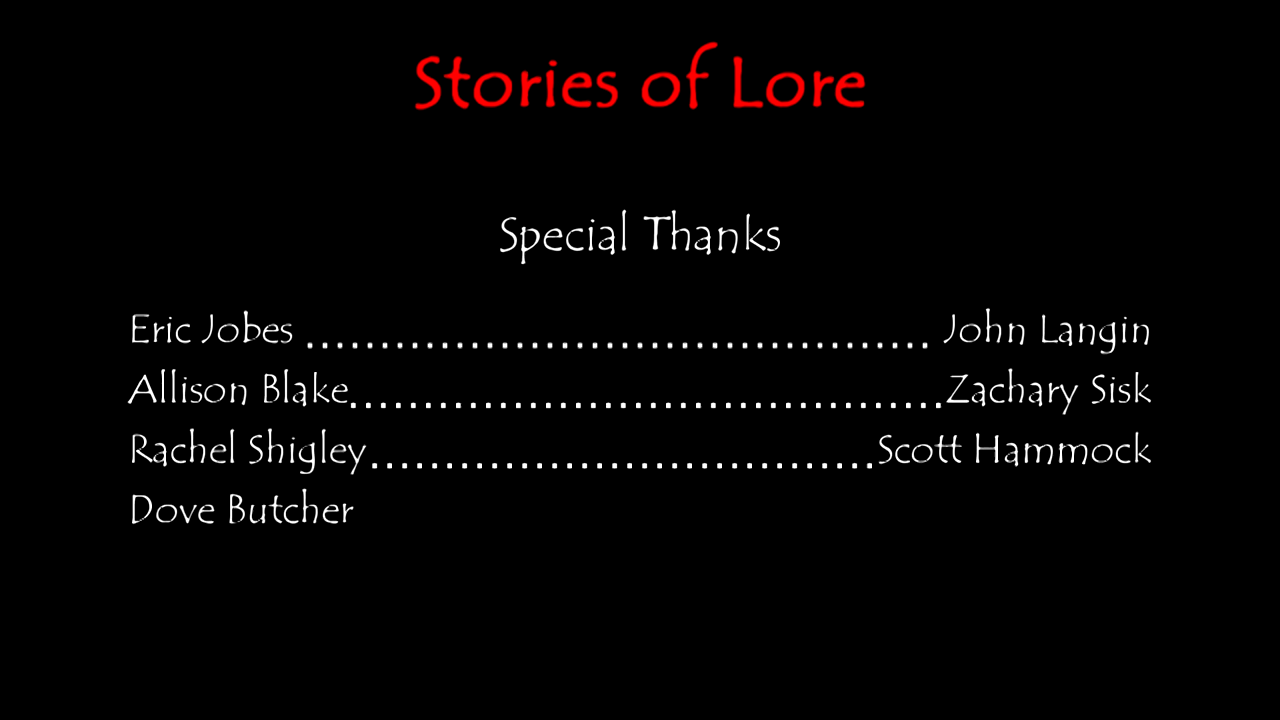 Stories of Lore
Special Thanks
Eric Jobes .......................................... John Langin
Allison Blake........................................Zachary Sisk
Rachel Shigley..................................Scott Hammock
Dove Butcher